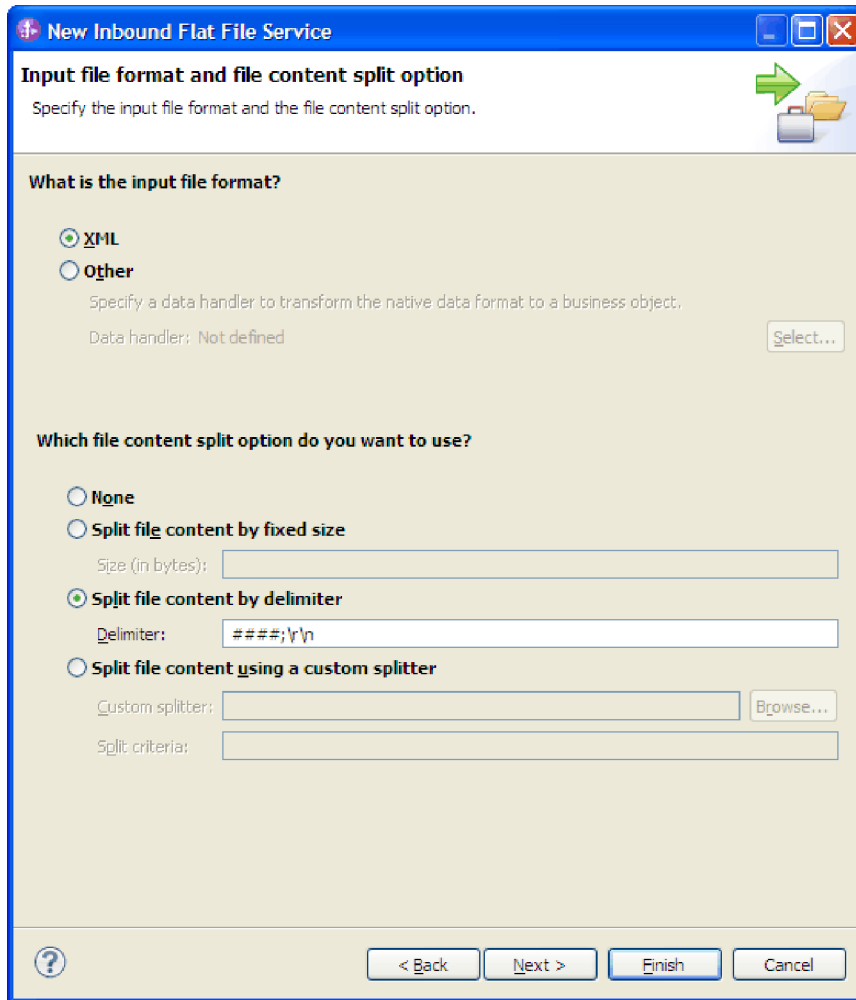 New Inbound Flat File Service
Input file format and file content split option
Specify the input file format and the file content split option.
What is the input file format?
XML
Other
Specify a data handler to transform the native data format to a business object.
Data handler: Not defined Select...
Which file content split option do you want to use?
None
Split file content by fixed size
Size (in bytes):
Split file content by delimiter
Delimiter: ####;\r\n
Split file content using a custom splitter
Custom splitter: Browse...
Split criteria:
? < Back Next > Finish Cancel